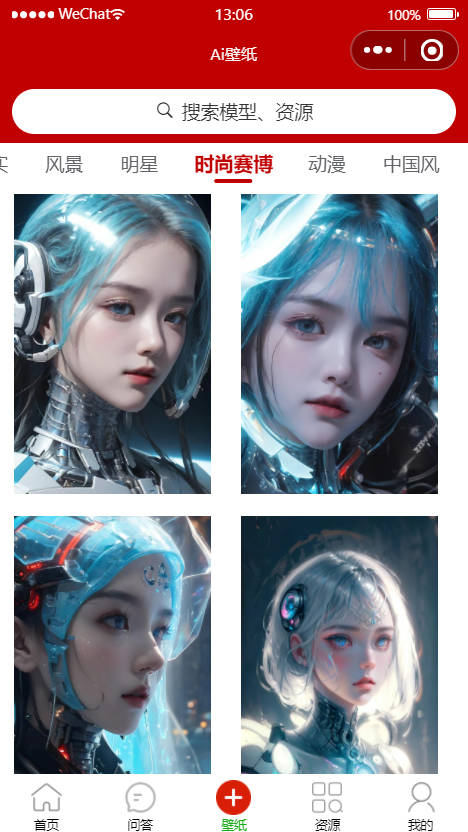 WeChat 13:06 100%
Ai壁纸
搜索模型、资源
实 风景 明星 时尚赛博 动漫 中国风
首页 问答 壁纸 资源 我的